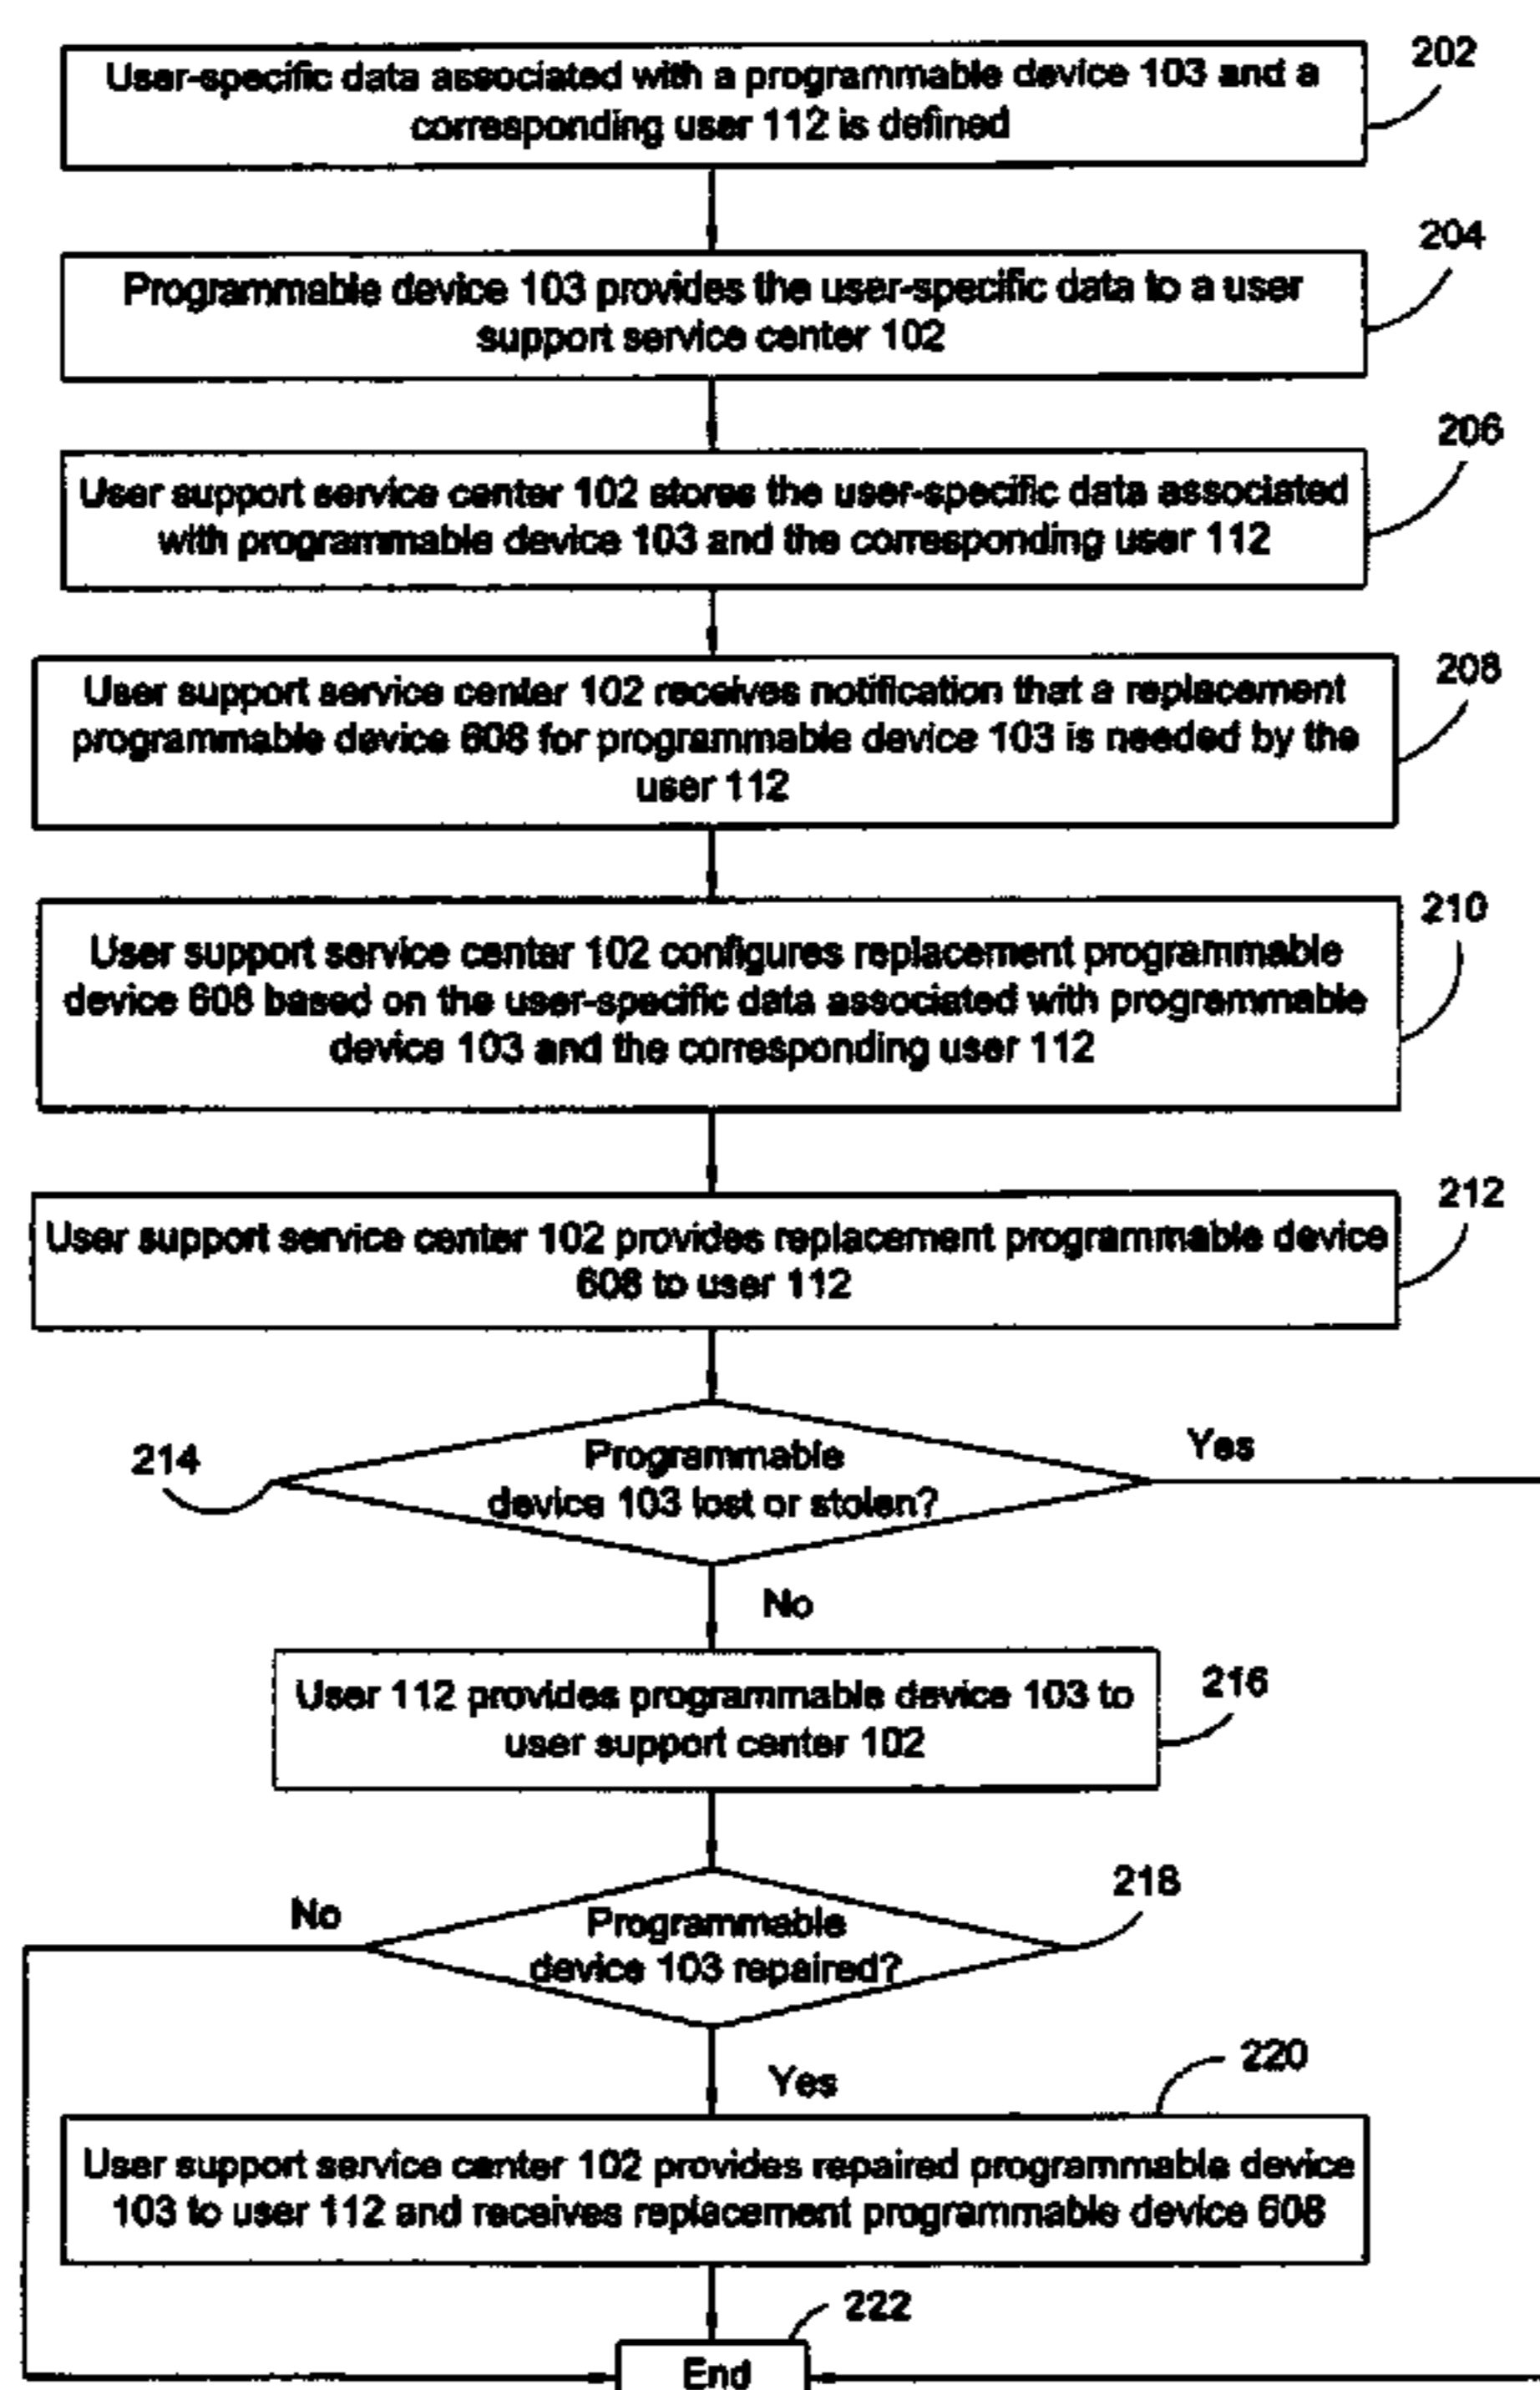 202
User-specific data associated with a programmable device 103 and a
corresponding user 112 is defined
204
Programmable device 103 provides the user-specific data to a user
support service center 102
206
User support service center 102 stores the user-specific data associated
with programmable device 103 and the corresponding user 112
208
User support service center 102 receives notification that a replacement
programmable device 608 for programmable device 103 is needed by the
user 112
210
User support service center 102 configures replacement programmable
device 608 based on the user-specific data associated with programmable
device 103 and the corresponding user 112
212
User support service center 102 provides replacement programmable device
608 to user 112
214
Programmable
device 103 lost or stolen?
Yes
No
216
User 112 provides programmable device 103 to
user support center 102
218
No
Programmable
device 103 repaired?
Yes
220
User support service center 102 provides repaired programmable device
103 to user 112 and receives replacement programmable device 608
222
End